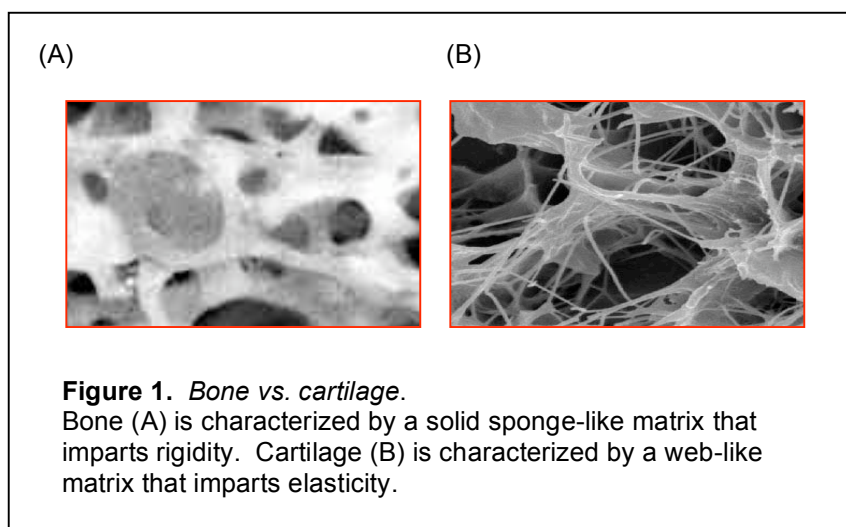 (A) (B)
Figure 1. Bone vs. cartilage.
Bone (A) is characterized by a solid sponge-like matrix that
imparts rigidity. Cartilage (B) is characterized by a web-like
matrix that imparts elasticity.